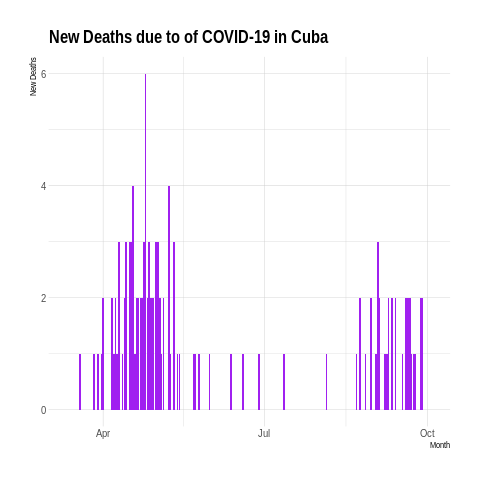 New Deaths due to of COVID-19 in Cuba
New Deaths
6
4
2
0
Apr
Jul
Oct
Month